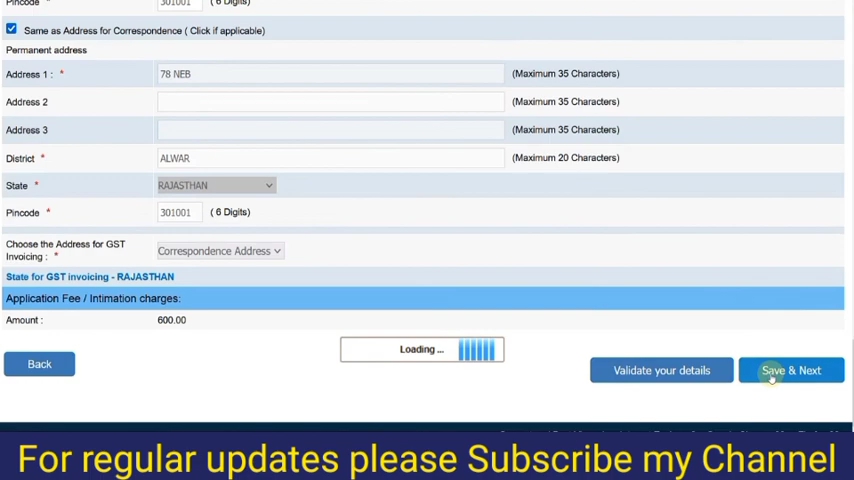 Pincode * 301001 ( 6 Digits)
Same as Address for Correspondence ( Click if applicable)
Permanent address
Address 1 : * 78 NEB (Maximum 35 Characters)
Address 2 (Maximum 35 Characters)
Address 3 (Maximum 35 Characters)
District * ALWAR (Maximum 20 Characters)
State * RAJASTHAN
Pincode * 301001 ( 6 Digits)
Choose the Address for GST
Invoicing : * Correspondence Address
State for GST invoicing - RAJASTHAN
Application Fee / Intimation charges:
Amount : 600.00
Loading ...
Back Validate your details Save & Next
For regular updates please Subscribe my Channel